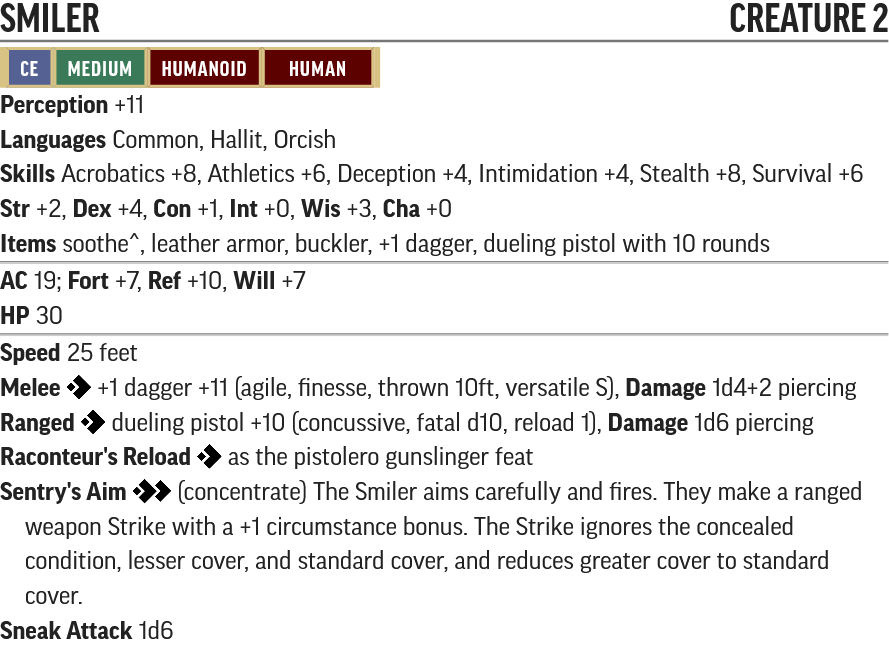 SMILER CREATURE 2
CE MEDIUM HUMANOID HUMAN
Perception +11
Languages Common, Hallit, Orcish
Skills Acrobatics +8, Athletics +6, Deception +4, Intimidation +4, Stealth +8, Survival +6
Str +2, Dex +4, Con +1, Int +0, Wis +3, Cha +0
Items soothe^, leather armor, buckler, +1 dagger, dueling pistol with 10 rounds
AC 19; Fort +7, Ref +10, Will +7
HP 30
Speed 25 feet
Melee +1 dagger +11 (agile, finesse, thrown 10ft, versatile S), Damage 1d4+2 piercing
Ranged dueling pistol +10 (concussive, fatal d10, reload 1), Damage 1d6 piercing
Raconteur's Reload as the pistolero gunslinger feat
Sentry's Aim (concentrate) The Smiler aims carefully and fires. They make a ranged
weapon Strike with a +1 circumstance bonus. The Strike ignores the concealed
condition, lesser cover, and standard cover, and reduces greater cover to standard
cover.
Sneak Attack 1d6